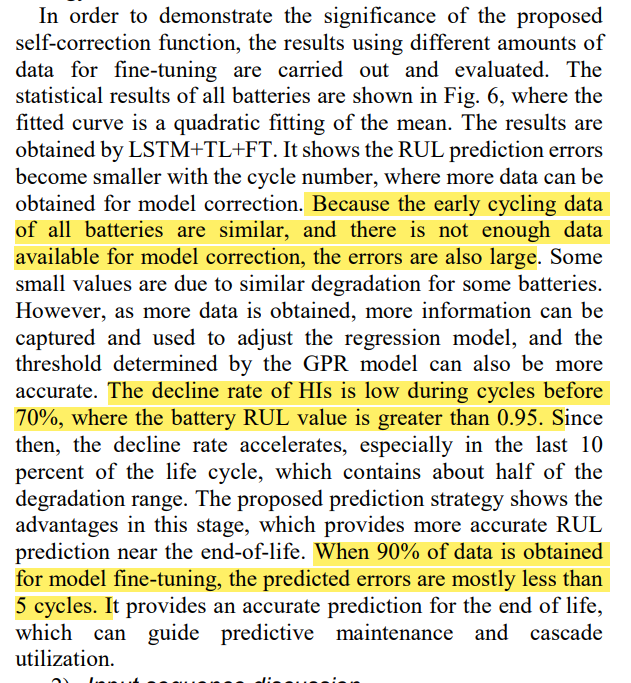 In order to demonstrate the significance of the proposed
self-correction function, the results using different amounts of
data for fine-tuning are carried out and evaluated. The
statistical results of all batteries are shown in Fig. 6, where the
fitted curve is a quadratic fitting of the mean. The results are
obtained by LSTM+TL+FT. It shows the RUL prediction errors
become smaller with the cycle number, where more data can be
obtained for model correction. Because the early cycling data
of all batteries are similar, and there is not enough data
available for model correction, the errors are also large. Some
small values are due to similar degradation for some batteries.
However, as more data is obtained, more information can be
captured and used to adjust the regression model, and the
threshold determined by the GPR model can also be more
accurate. The decline rate of HIs is low during cycles before
70%, where the battery RUL value is greater than 0.95. Since
then, the decline rate accelerates, especially in the last 10
percent of the life cycle, which contains about half of the
degradation range. The proposed prediction strategy shows the
advantages in this stage, which provides more accurate RUL
prediction near the end-of-life. When 90% of data is obtained
for model fine-tuning, the predicted errors are mostly less than
5 cycles. It provides an accurate prediction for the end of life,
which can guide predictive maintenance and cascade
utilization.
2) Input sequence discussion